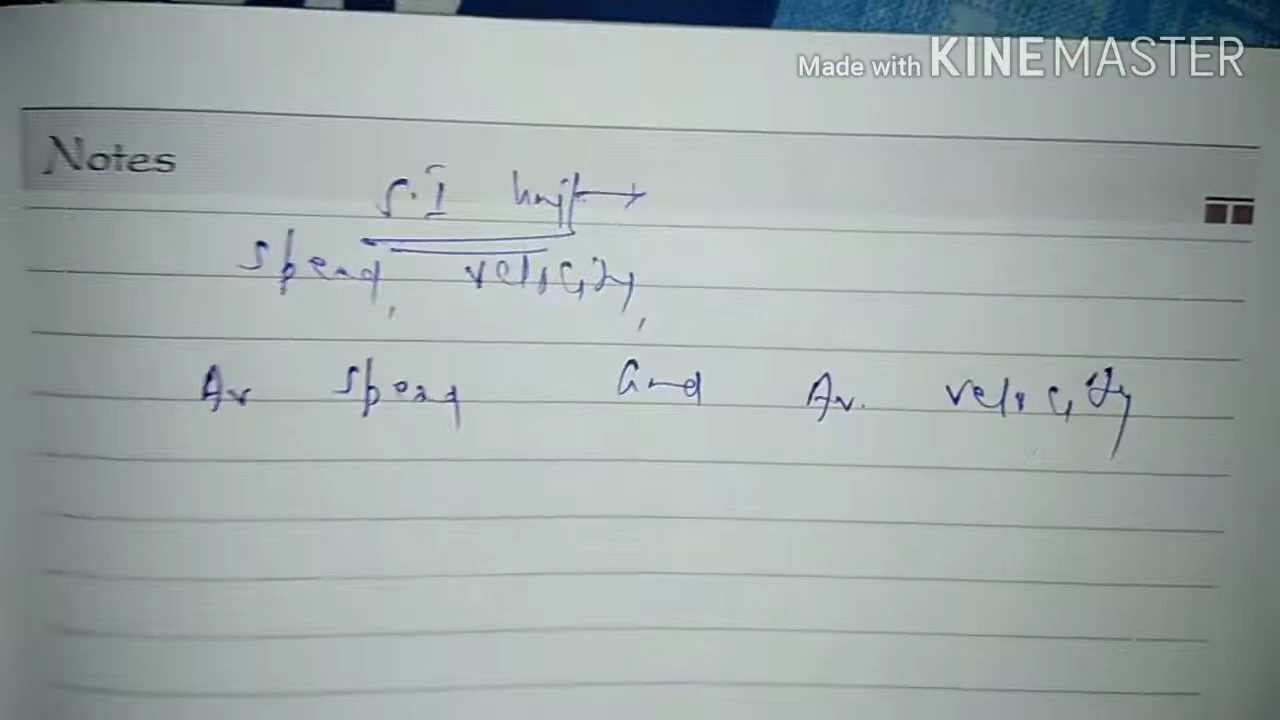 Made with KINEMASTER
Notes
S.I Unit →
Speed, velocity,
Av speed and Av. velocity